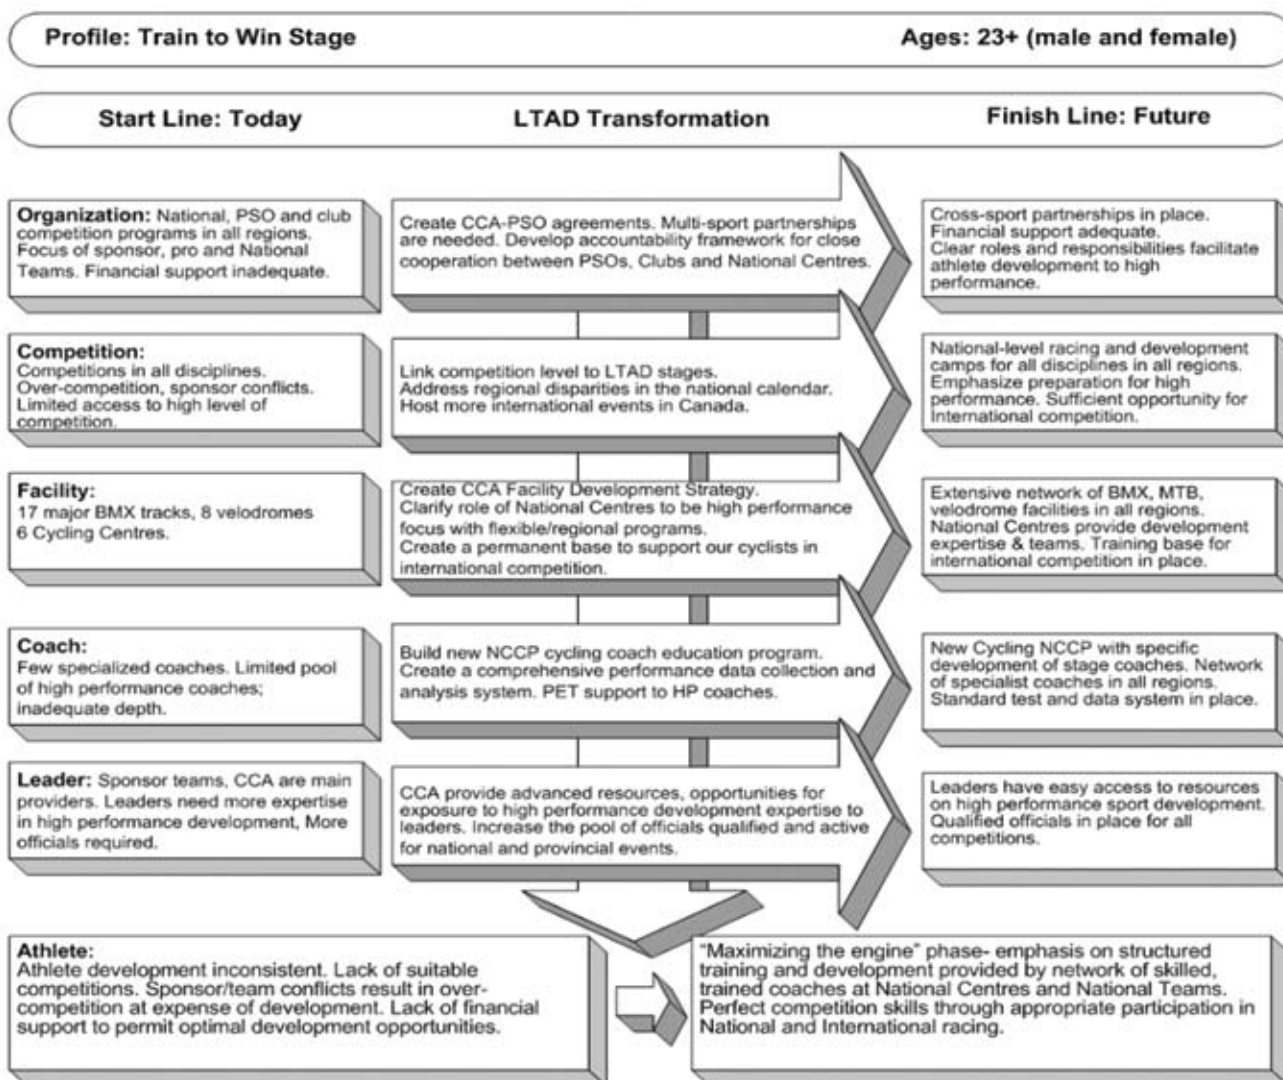 Profile: Train to Win Stage
Ages: 23+ (male and female)
Start Line: Today
LTAD Transformation
Finish Line: Future
Organization: National, PSO and club
competition programs in all regions.
Focus of sponsor, pro and National
Teams. Financial support inadequate.
Create CCA-PSO agreements. Multi-sport partnerships
are needed. Develop accountability framework for close
cooperation between PSOs, Clubs and National Centres.
Cross-sport partnerships in place.
Financial support adequate.
Clear roles and responsibilities facilitate
athlete development to high
performance.
Competition:
Competitions in all disciplines.
Over-competition, sponsor conflicts.
Limited access to high level of
competition.
Link competition level to LTAD stages.
Address regional disparities in the national calendar.
Host more international events in Canada.
National-level racing and development
camps for all disciplines in all regions.
Emphasize preparation for high
performance. Sufficient opportunity for
International competition.
Facility:
17 major BMX tracks, 8 velodromes
6 Cycling Centres.
Create CCA Facility Development Strategy.
Clarify role of National Centres to be high performance
focus with flexible/regional programs.
Create a permanent base to support our cyclists in
international competition.
Extensive network of BMX, MTB,
velodrome facilities in all regions.
National Centres provide development
expertise & teams. Training base for
international competition in place.
Coach:
Few specialized coaches. Limited pool
of high performance coaches;
inadequate depth.
Build new NCCP cycling coach education program.
Create a comprehensive performance data collection and
analysis system. PET support to HP coaches.
New Cycling NCCP with specific
development of stage coaches. Network
of specialist coaches in all regions.
Standard test and data system in place.
Leader: Sponsor teams, CCA are main
providers. Leaders need more expertise
in high performance development, More
officials required.
CCA provide advanced resources, opportunities for
exposure to high performance development expertise to
leaders. Increase the pool of officials qualified and active
for national and provincial events.
Leaders have easy access to resources
on high performance sport development.
Qualified officials in place for all
competitions.
Athlete:
Athlete development inconsistent. Lack of suitable
competitions. Sponsor/team conflicts result in over-
competition at expense of development. Lack of financial
support to permit optimal development opportunities.
"Maximizing the engine" phase- emphasis on structured
training and development provided by network of skilled,
trained coaches at National Centres and National Teams.
Perfect competition skills through appropriate participation in
National and International racing.